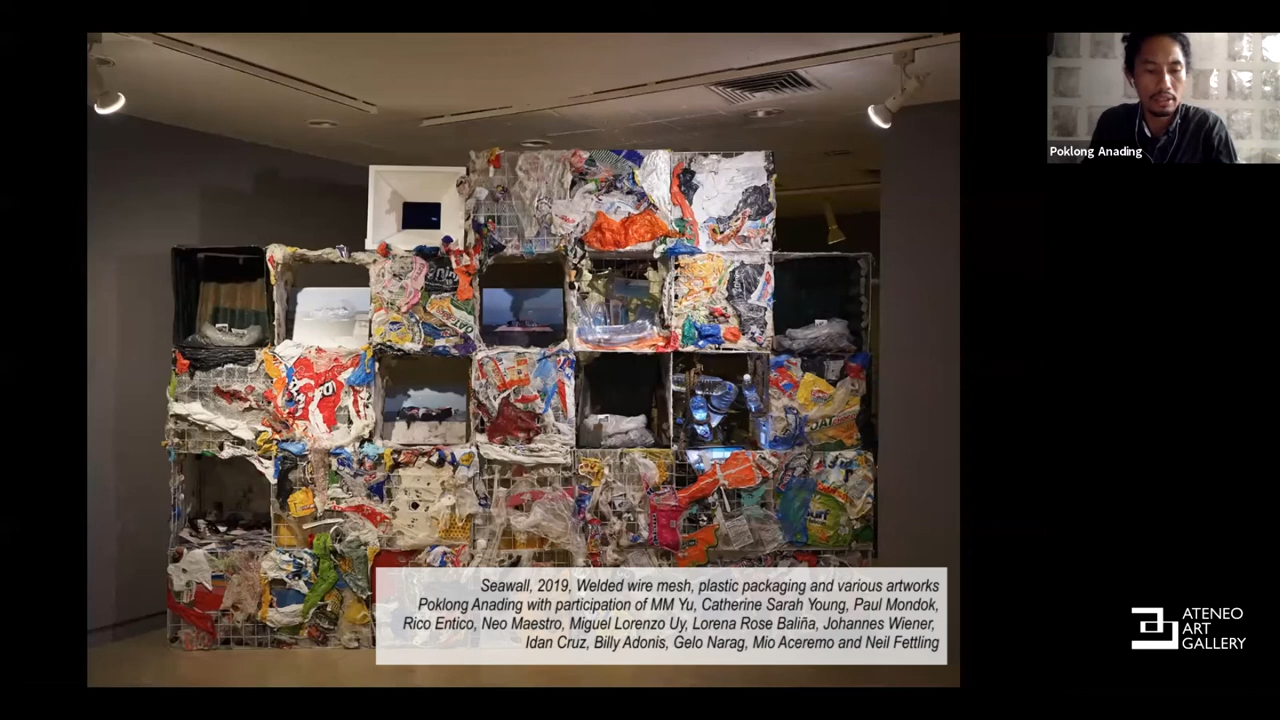 Poklong Anading
Seawall, 2019, Welded wire mesh, plastic packaging and various artworks
Poklong Anading with participation of MM Yu, Catherine Sarah Young, Paul Mondok,
Rico Entico, Neo Maestro, Miguel Lorenzo Uy, Lorena Rose Baliña, Johannes Wiener,
Idan Cruz, Billy Adonis, Gelo Narag, Mio Aceremo and Neil Fettling
ATENEO
ART
GALLERY